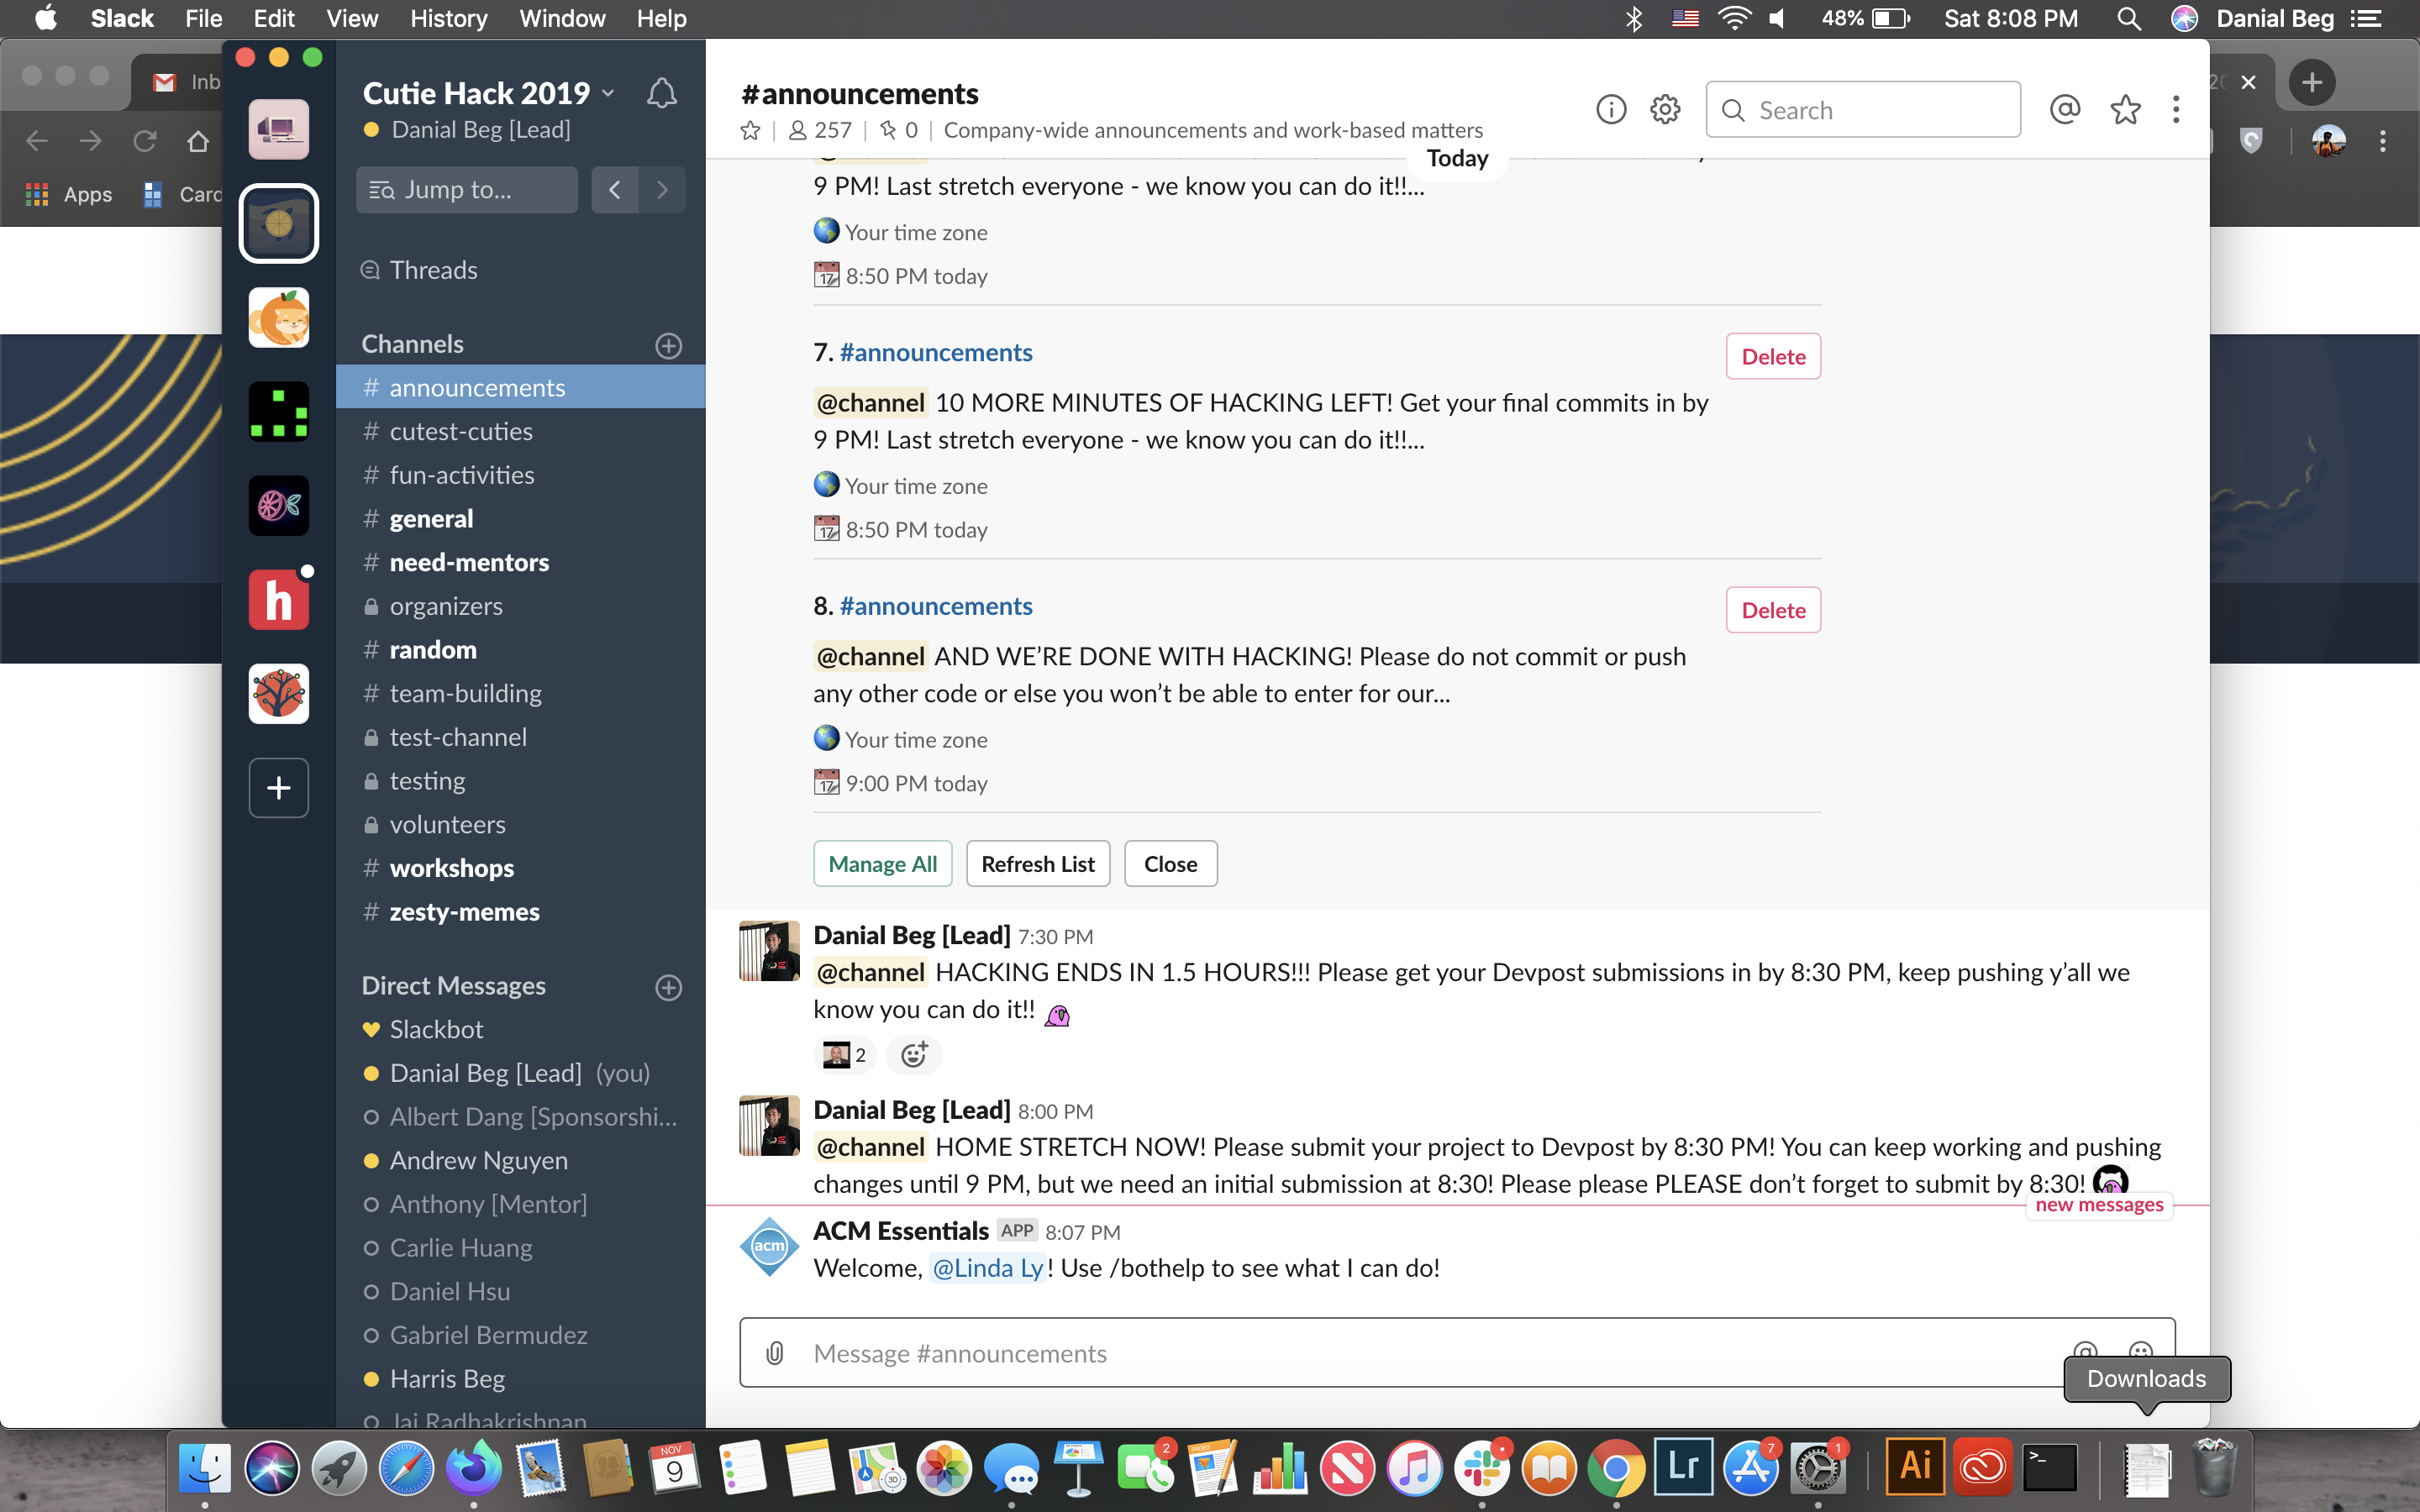 Slack File Edit View History Window Help
48% Sat 8:08 PM Danial Beg
Inb
Apps
Card
Cutie Hack 2019
Danial Beg [Lead]
Jump to...
Threads
Channels
# announcements
# cutest-cuties
# fun-activities
# general
# need-mentors
organizers
# random
# team-building
test-channel
testing
volunteers
# workshops
# zesty-memes
Direct Messages
Slackbot
Danial Beg [Lead] (you)
Albert Dang [Sponsorshi...
Andrew Nguyen
Anthony [Mentor]
Carlie Huang
Daniel Hsu
Gabriel Bermudez
Harris Beg
Jai Radhakrishnan
h
#announcements
257 | 0 | Company-wide announcements and work-based matters
Search
Today
9 PM! Last stretch everyone - we know you can do it!!...
Your time zone
17 8:50 PM today
7. #announcements
Delete
@channel 10 MORE MINUTES OF HACKING LEFT! Get your final commits in by
9 PM! Last stretch everyone - we know you can do it!!...
Your time zone
17 8:50 PM today
8. #announcements
Delete
@channel AND WE’RE DONE WITH HACKING! Please do not commit or push
any other code or else you won’t be able to enter for our...
Your time zone
17 9:00 PM today
Manage All Refresh List Close
Danial Beg [Lead] 7:30 PM
@channel HACKING ENDS IN 1.5 HOURS!!! Please get your Devpost submissions in by 8:30 PM, keep pushing y’all we
know you can do it!!
2
Danial Beg [Lead] 8:00 PM
@channel HOME STRETCH NOW! Please submit your project to Devpost by 8:30 PM! You can keep working and pushing
changes until 9 PM, but we need an initial submission at 8:30! Please please PLEASE don’t forget to submit by 8:30!
new messages
acm
ACM Essentials APP 8:07 PM
Welcome, @Linda Ly! Use /bothelp to see what I can do!
Message #announcements
Downloads
NOV
9
3D
2
PAGES
Lr
7
1
Ai